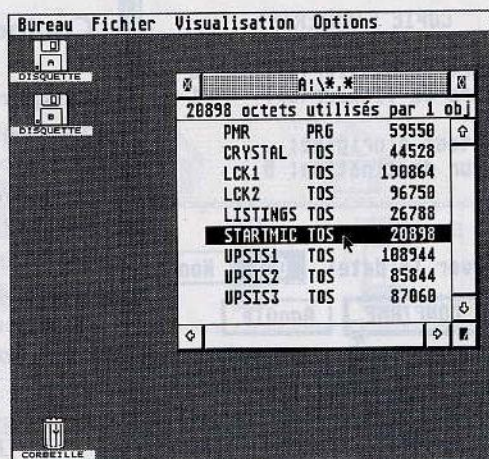 Bureau Fichier Visualisation Options
A
DISQUETTE
B
DISQUETTE
A:\*.*
20898 octets utilisés par 1 obj
PMR PRG 59550
CRYSTAL TOS 44528
LCK1 TOS 190864
LCK2 TOS 96750
LISTINGS TOS 26788
STARTMIC TOS 20898
UPSIS1 TOS 108944
UPSIS2 TOS 85844
UPSIS3 TOS 87060
CORBEILLE